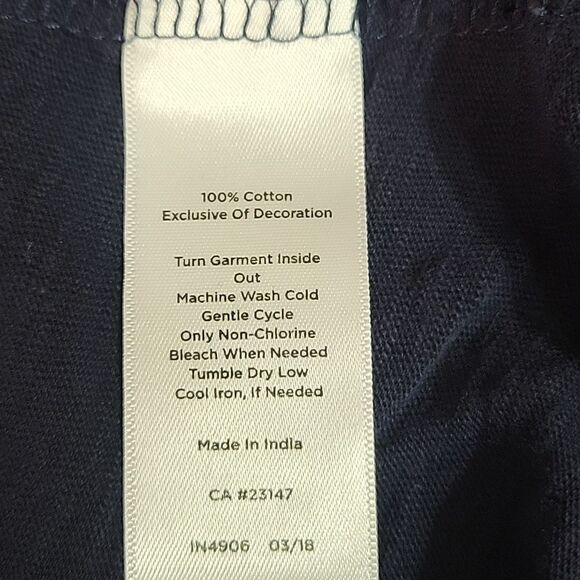 100% Cotton
Exclusive Of Decoration
Turn Garment Inside
Out
Machine Wash Cold
Gentle Cycle
Only Non-Chlorine
Bleach When Needed
Tumble Dry Low
Cool Iron, If Needed
Made In India
CA #23147
IN4906 03/18